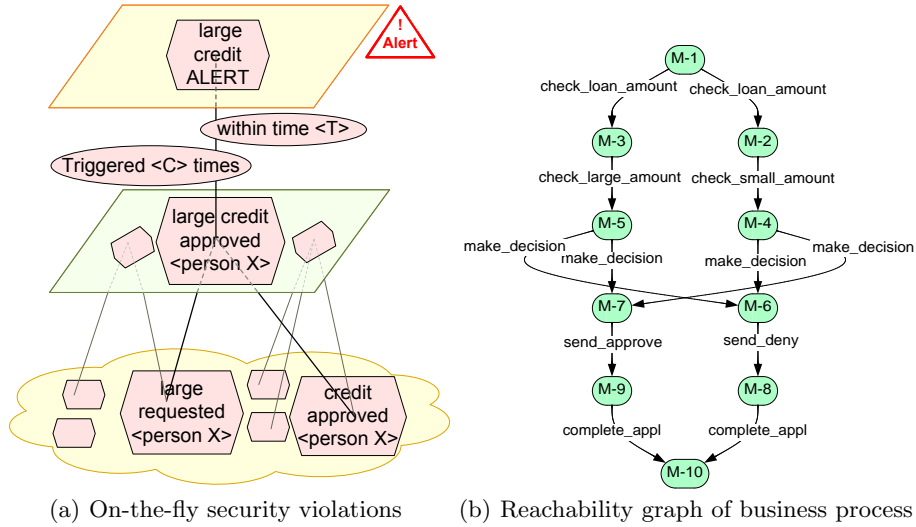 large
credit
ALERT
!
Alert
within time <T>
Triggered <C> times
large credit
approved
<person X>
large
requested
<person X>
credit
approved
<person X>
(a) On-the-fly security violations
M-1
check_loan_amount
check_loan_amount
M-3
M-2
check_large_amount
check_small_amount
M-5
M-4
make_decision
make_decision
make_decision
make_decision
M-7
M-6
send_approve
send_deny
M-9
M-8
complete_appl
complete_appl
M-10
(b) Reachability graph of business process